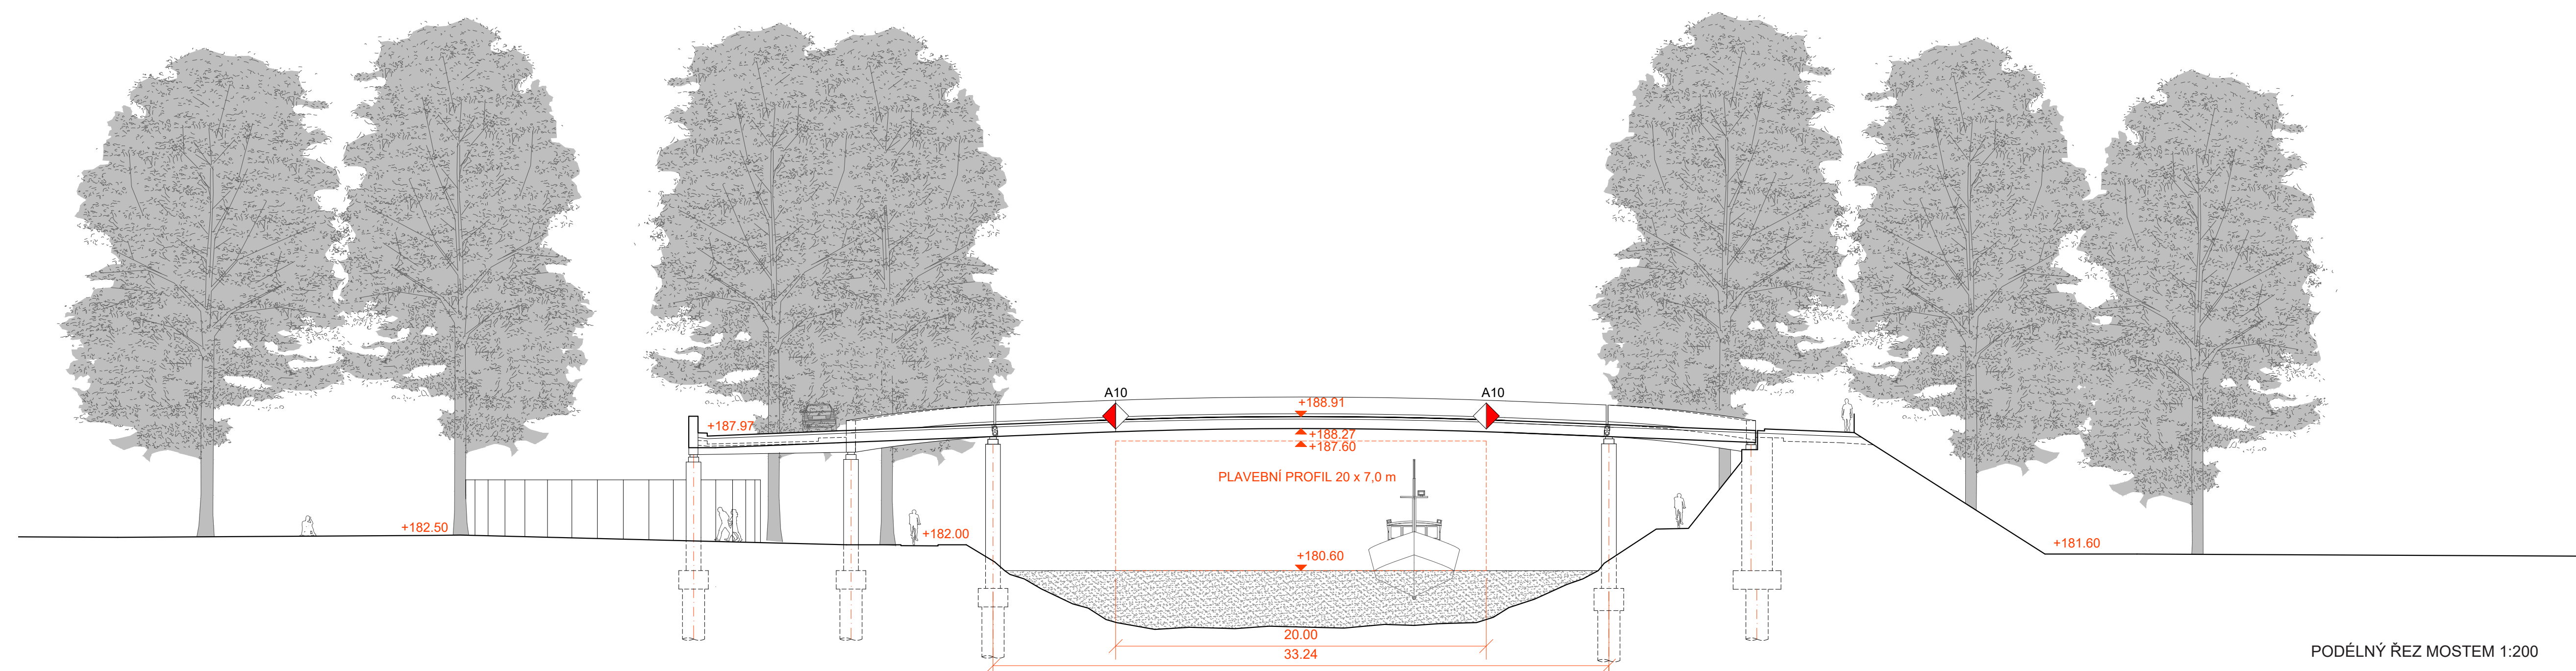 A10
A10
+188.91
+187.97
+188.27
+187.60
PLAVEBNÍ PROFIL 20 x 7,0 m
+182.50
+182.00
+180.60
+181.60
20.00
33.24
PODÉLNÝ ŘEZ MOSTEM 1:200